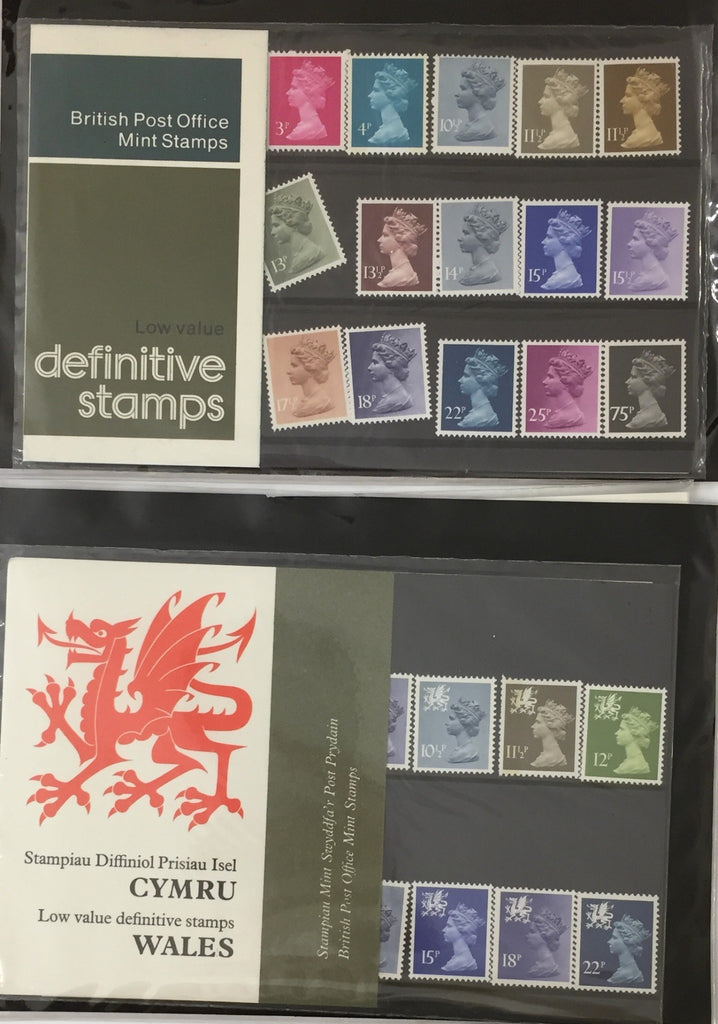 British Post Office
Mint Stamps
Low value
definitive
stamps
3P 4P 10½P 11½P 11½P
13P 13½P 14P 15P 15½P
17½P 18P 22P 25P 75P
Stampiau Diffiniol Prisiau Isel
CYMRU
Low value definitive stamps
WALES
Stampiau Mint Swyddfa'r Post Prydain
British Post Office Mint Stamps
10½P 11½P 12P
15P 18P 22P